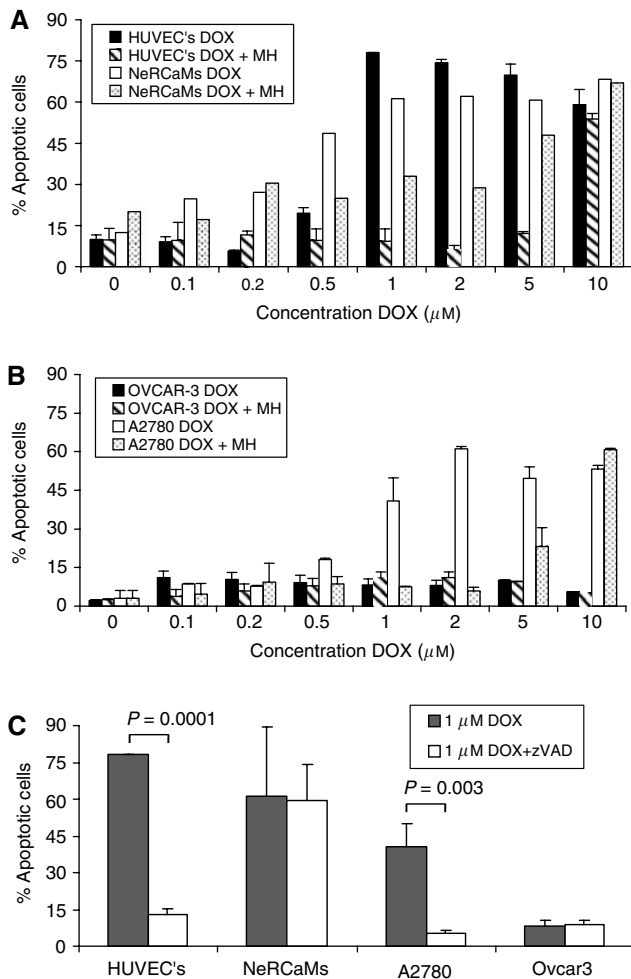 A
90
75
60
45
30
15
0
% Apoptotic cells
HUVEC's DOX
HUVEC's DOX + MH
NeRCaMs DOX
NeRCaMs DOX + MH
0 0.1 0.2 0.5 1 2 5 10
Concentration DOX (μM)
B
90
75
60
45
30
15
0
% Apoptotic cells
OVCAR-3 DOX
OVCAR-3 DOX + MH
A2780 DOX
A2780 DOX + MH
0 0.1 0.2 0.5 1 2 5 10
Concentration DOX (μM)
C
90
75
60
45
30
15
0
% Apoptotic cells
P = 0.0001
P = 0.003
1 μM DOX
1 μM DOX+zVAD
HUVEC's NeRCaMs A2780 Ovcar3